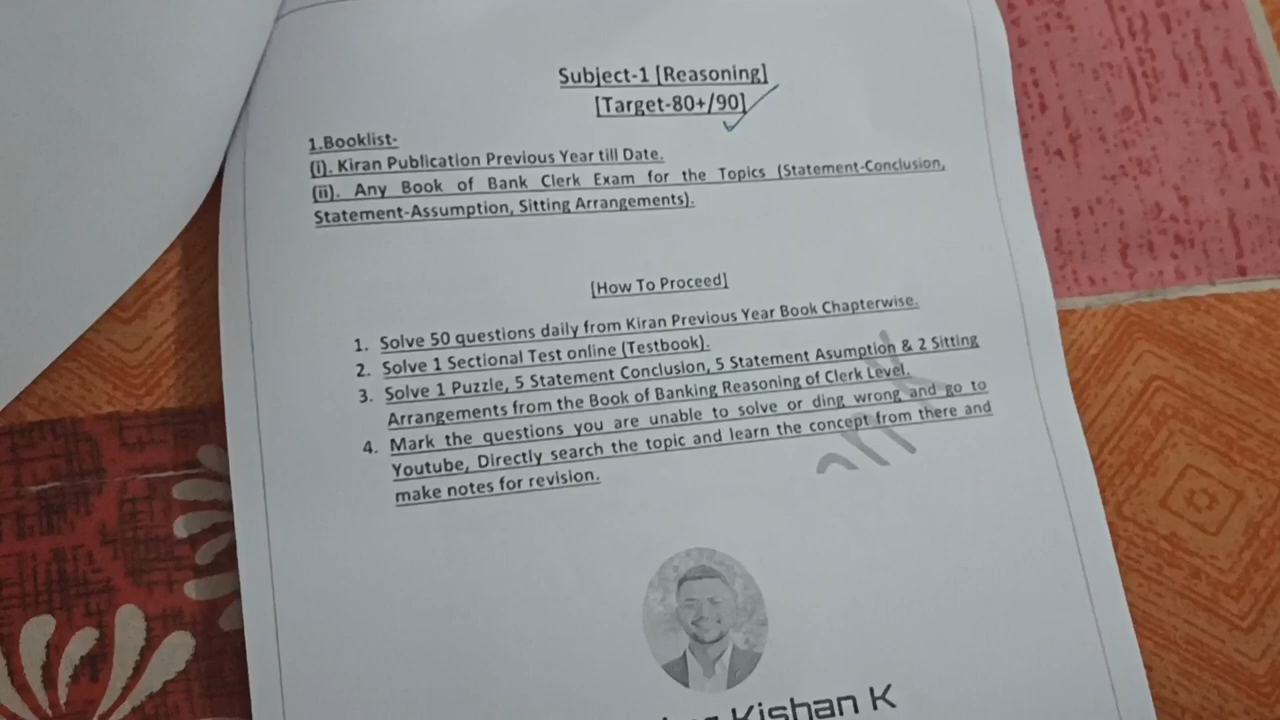 Subject-1 [Reasoning]
[Target-80+/90]
1.Booklist-
(i). Kiran Publication Previous Year till Date.
(ii). Any Book of Bank Clerk Exam for the Topics (Statement-Conclusion,
Statement-Assumption, Sitting Arrangements).
[How To Proceed]
1. Solve 50 questions daily from Kiran Previous Year Book Chapterwise.
2. Solve 1 Sectional Test online (Testbook).
3. Solve 1 Puzzle, 5 Statement Conclusion, 5 Statement Asumption & 2 Sitting
Arrangements from the Book of Banking Reasoning of Clerk Level.
4. Mark the questions you are unable to solve or ding wrong and go to
Youtube, Directly search the topic and learn the concept from there and
make notes for revision.
Kishan K